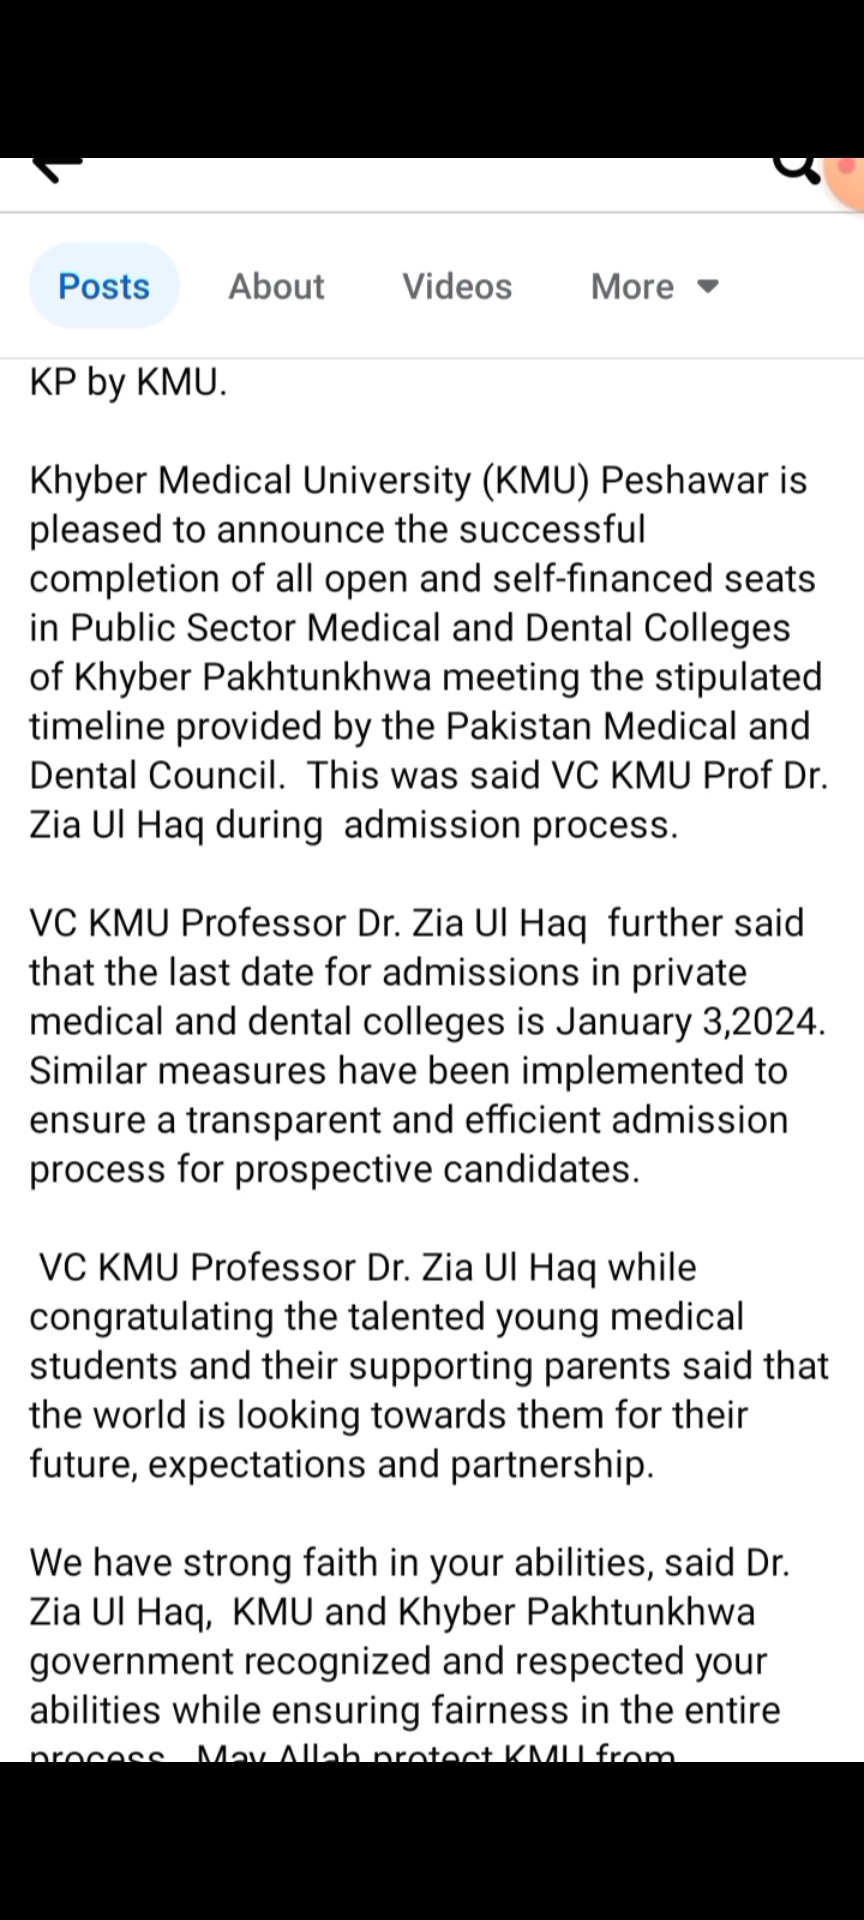 Posts About Videos More
KP by KMU.
Khyber Medical University (KMU) Peshawar is
pleased to announce the successful
completion of all open and self-financed seats
in Public Sector Medical and Dental Colleges
of Khyber Pakhtunkhwa meeting the stipulated
timeline provided by the Pakistan Medical and
Dental Council.  This was said VC KMU Prof Dr.
Zia Ul Haq during  admission process.
VC KMU Professor Dr. Zia Ul Haq  further said
that the last date for admissions in private
medical and dental colleges is January 3,2024.
Similar measures have been implemented to
ensure a transparent and efficient admission
process for prospective candidates.
VC KMU Professor Dr. Zia Ul Haq while
congratulating the talented young medical
students and their supporting parents said that
the world is looking towards them for their
future, expectations and partnership.
We have strong faith in your abilities, said Dr.
Zia Ul Haq,  KMU and Khyber Pakhtunkhwa
government recognized and respected your
abilities while ensuring fairness in the entire
process.  May Allah protect KMU from